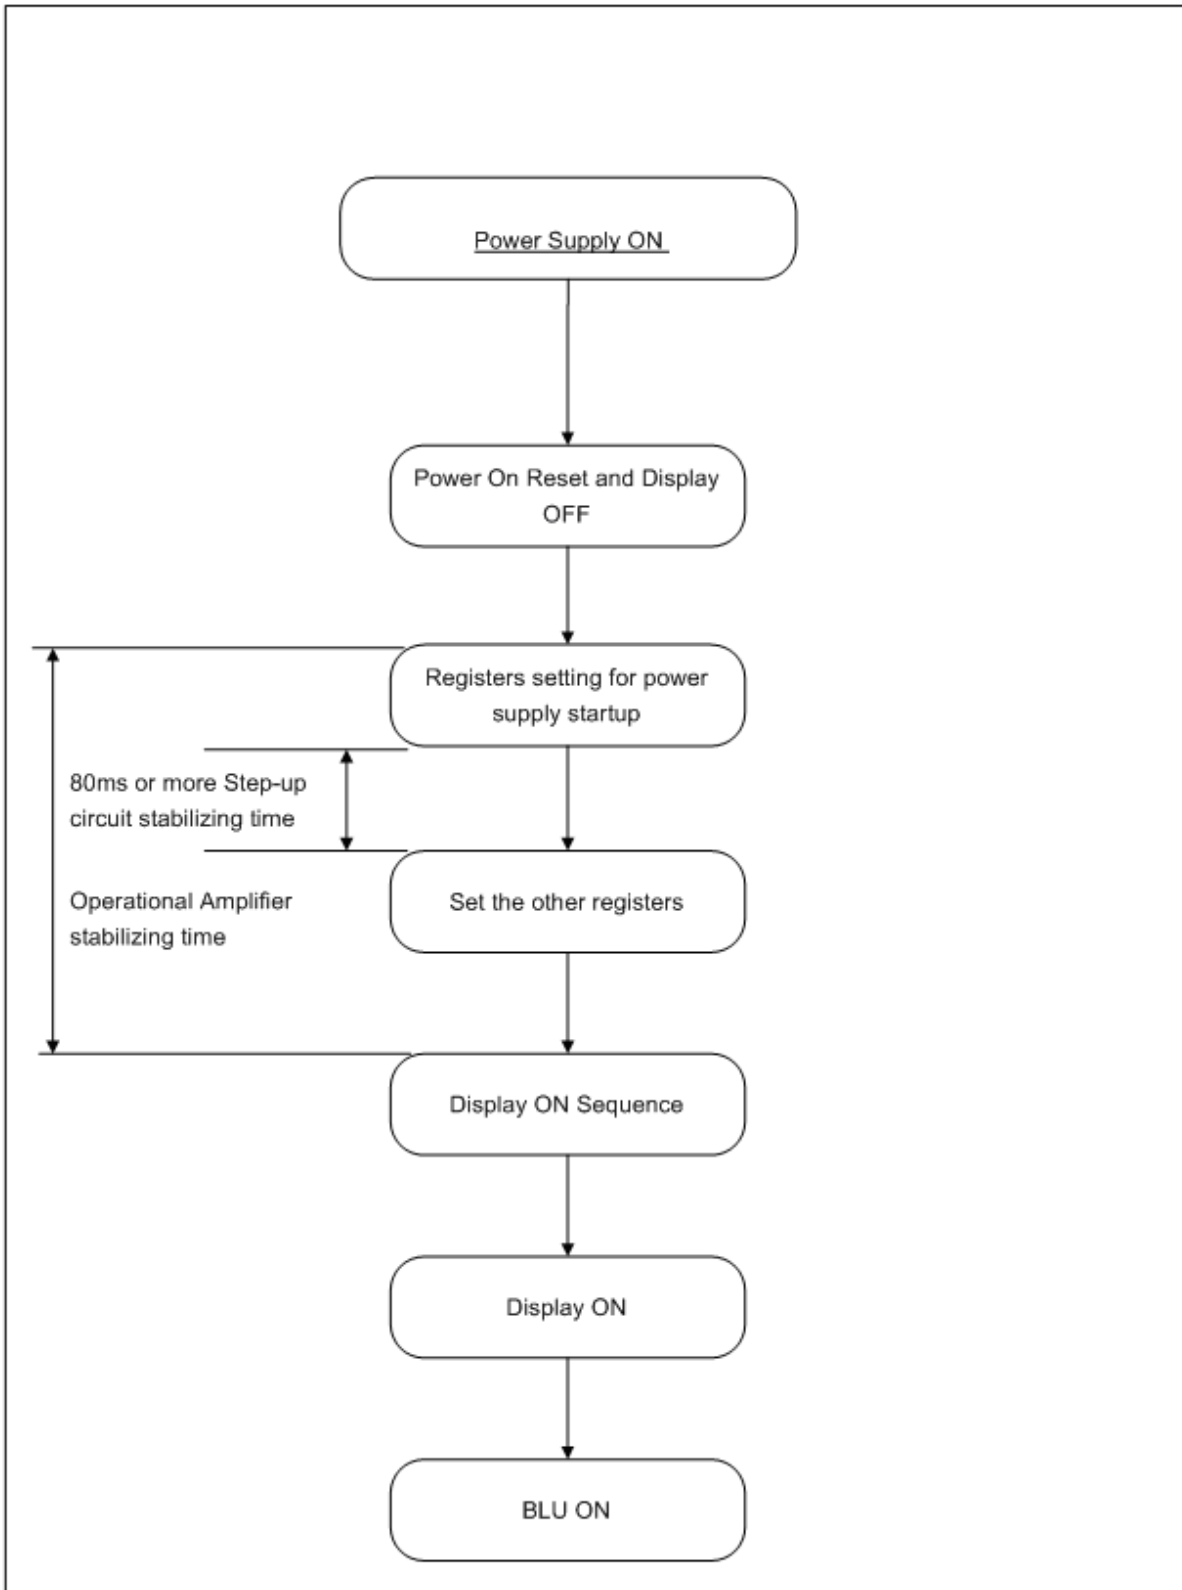 Power Supply ON
Power On Reset and Display
OFF
Registers setting for power
supply startup
80ms or more Step-up
circuit stabilizing time
Operational Amplifier
stabilizing time
Set the other registers
Display ON Sequence
Display ON
BLU ON